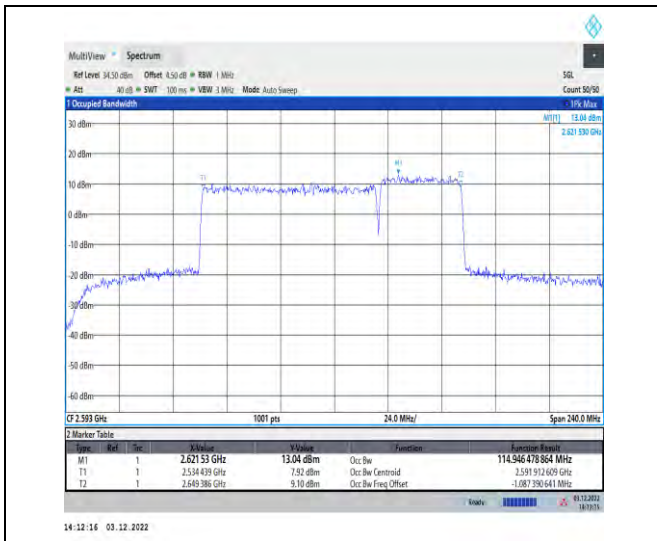 MultiView Spectrum
Ref Level 34.50 dBm Offset 4.50 dB RBW 1 MHz SGL
Att 40 dB SWT 100 ms VBW 3 MHz Mode Auto Sweep Count 50/50
1 Occupied Bandwidth 1Pk Max
M1[1] 13.04 dBm
2.621 530 GHz
30 dBm
20 dBm
M1
T1 T2
10 dBm
0 dBm
-10 dBm
-20 dBm
-30 dBm
-40 dBm
-50 dBm
-60 dBm
CF 2.593 GHz 1001 pts 24.0 MHz/ Span 240.0 MHz
2 Marker Table
Type Ref Trc X-Value Y-Value Function Function Result
M1 1 2.621 53 GHz 13.04 dBm Occ Bw 114.946 478 864 MHz
T1 1 2.534 439 GHz 7.92 dBm Occ Bw Centroid 2.591 912 609 GHz
T2 1 2.649 386 GHz 9.10 dBm Occ Bw Freq Offset -1.087 390 641 MHz
Ready 03.12.2022
14:12:16 03.12.2022